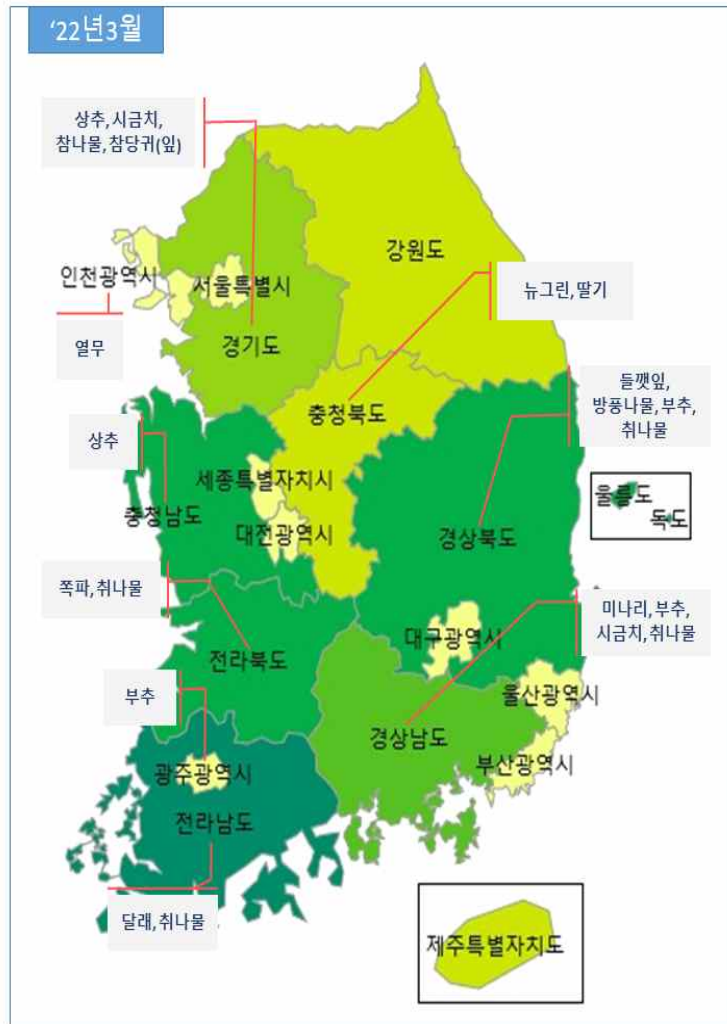 ‘22년3월
상추, 시금치,
참나물, 참당귀(잎)
강원도
인천광역시
서울특별시
뉴그린, 딸기
열무
경기도
들깻잎,
방풍나물, 부추,
취나물
충청북도
상추
세종특별자치시
울릉도
독도
충청남도
대전광역시
경상북도
쪽파, 취나물
미나리, 부추,
시금치, 취나물
대구광역시
전라북도
부추
울산광역시
경상남도
부산광역시
광주광역시
전라남도
달래, 취나물
제주특별자치도